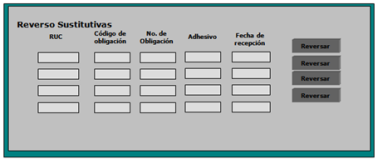 Reverso Sustitutivas
RUC
Código de
obligación
No. de
Obligación
Adhesivo
Fecha de
recepción
Reversar
Reversar
Reversar
Reversar